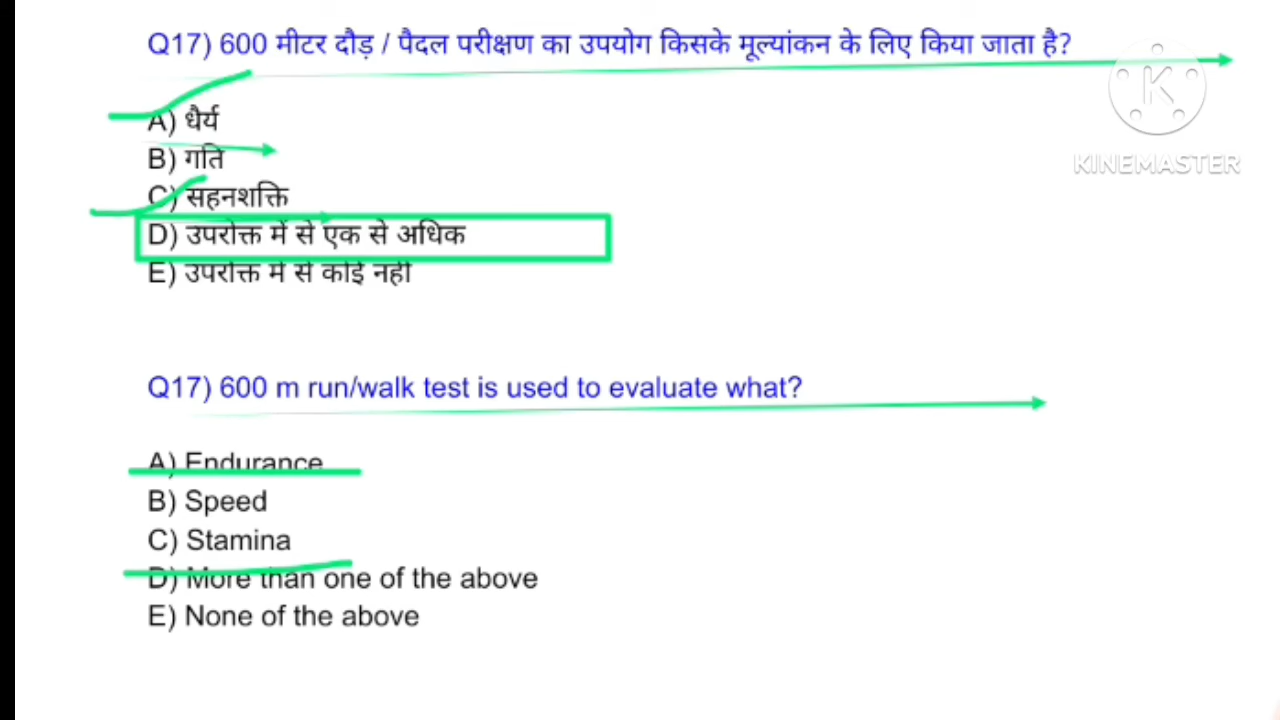 Q17) 600 मीटर दौड़ / पैदल परीक्षण का उपयोग किसके मूल्यांकन के लिए किया जाता है?
A) धैर्य
B) गति
C) सहनशक्ति
D) उपरोक्त में से एक से अधिक
E) उपरोक्त में से कोई नहीं
K
KINEMASTER
Q17) 600 m run/walk test is used to evaluate what?
A) Endurance
B) Speed
C) Stamina
D) More than one of the above
E) None of the above